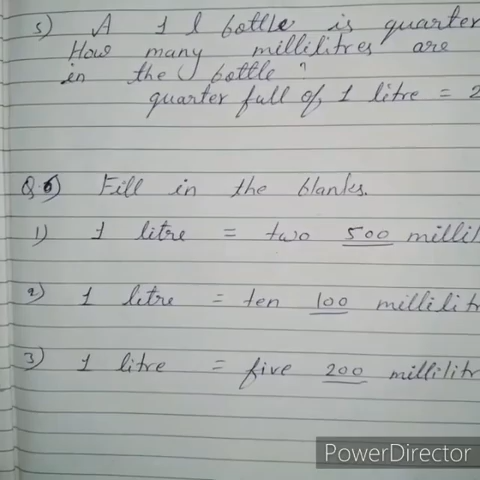 5) A 1 l bottle is quarter
How many millilitres are
in the bottle?
quarter full of 1 litre = 2
Q.6) Fill in the blanks.
1) 1 litre = two 500 millil
2) 1 litre = ten 100 millilit
3) 1 litre = five 200 millilitr
PowerDirector